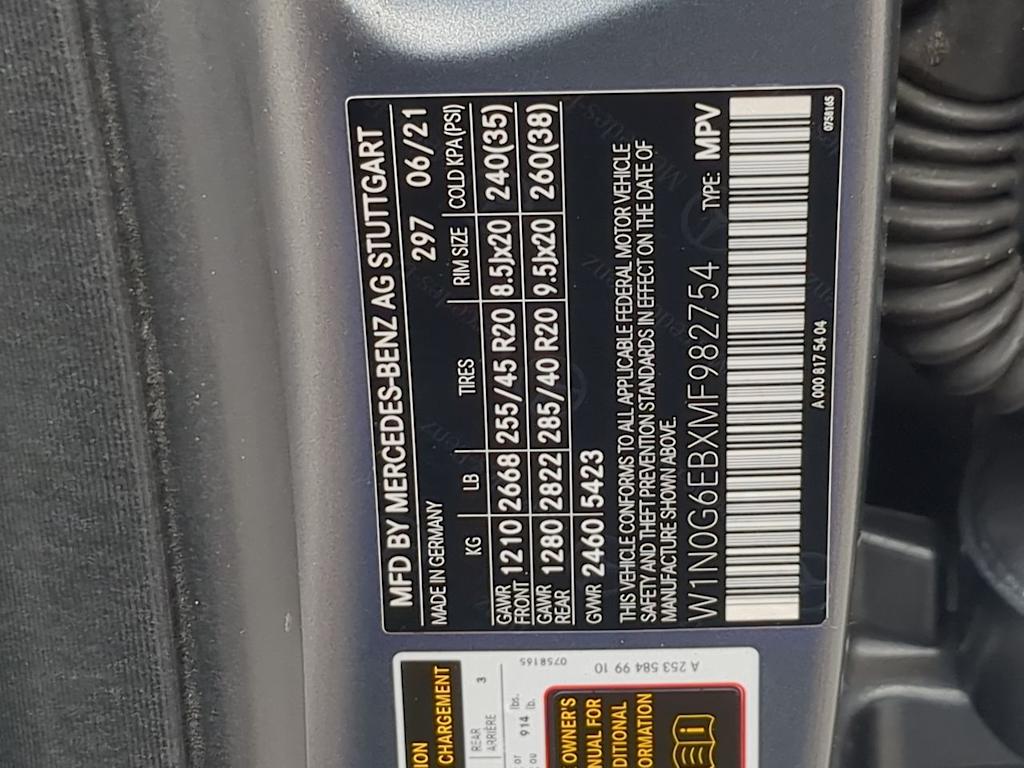 MFD BY MERCEDES-BENZ AG STUTTGART
MADE IN GERMANY 297 06/21
KG LB TIRES RIM SIZE COLD KPA(PSI)
GAWR FRONT 1210 2668 255/45 R20 8.5Jx20 240(35)
GAWR REAR 1280 2822 285/40 R20 9.5Jx20 260(38)
GVWR 2460 5423
THIS VEHICLE CONFORMS TO ALL APPLICABLE FEDERAL MOTOR VEHICLE
SAFETY AND THEFT PREVENTION STANDARDS IN EFFECT ON THE DATE OF
MANUFACTURE SHOWN ABOVE.
W1N0G6EBXMF982754 TYPE: MPV
A 000 817 54 04 0758165
CHARGEMENT
REAR
ARRIÈRE
3
or
ou
914
lbs.
lb.
OWNER'S
FOR
0758165
A 253 584 99 10